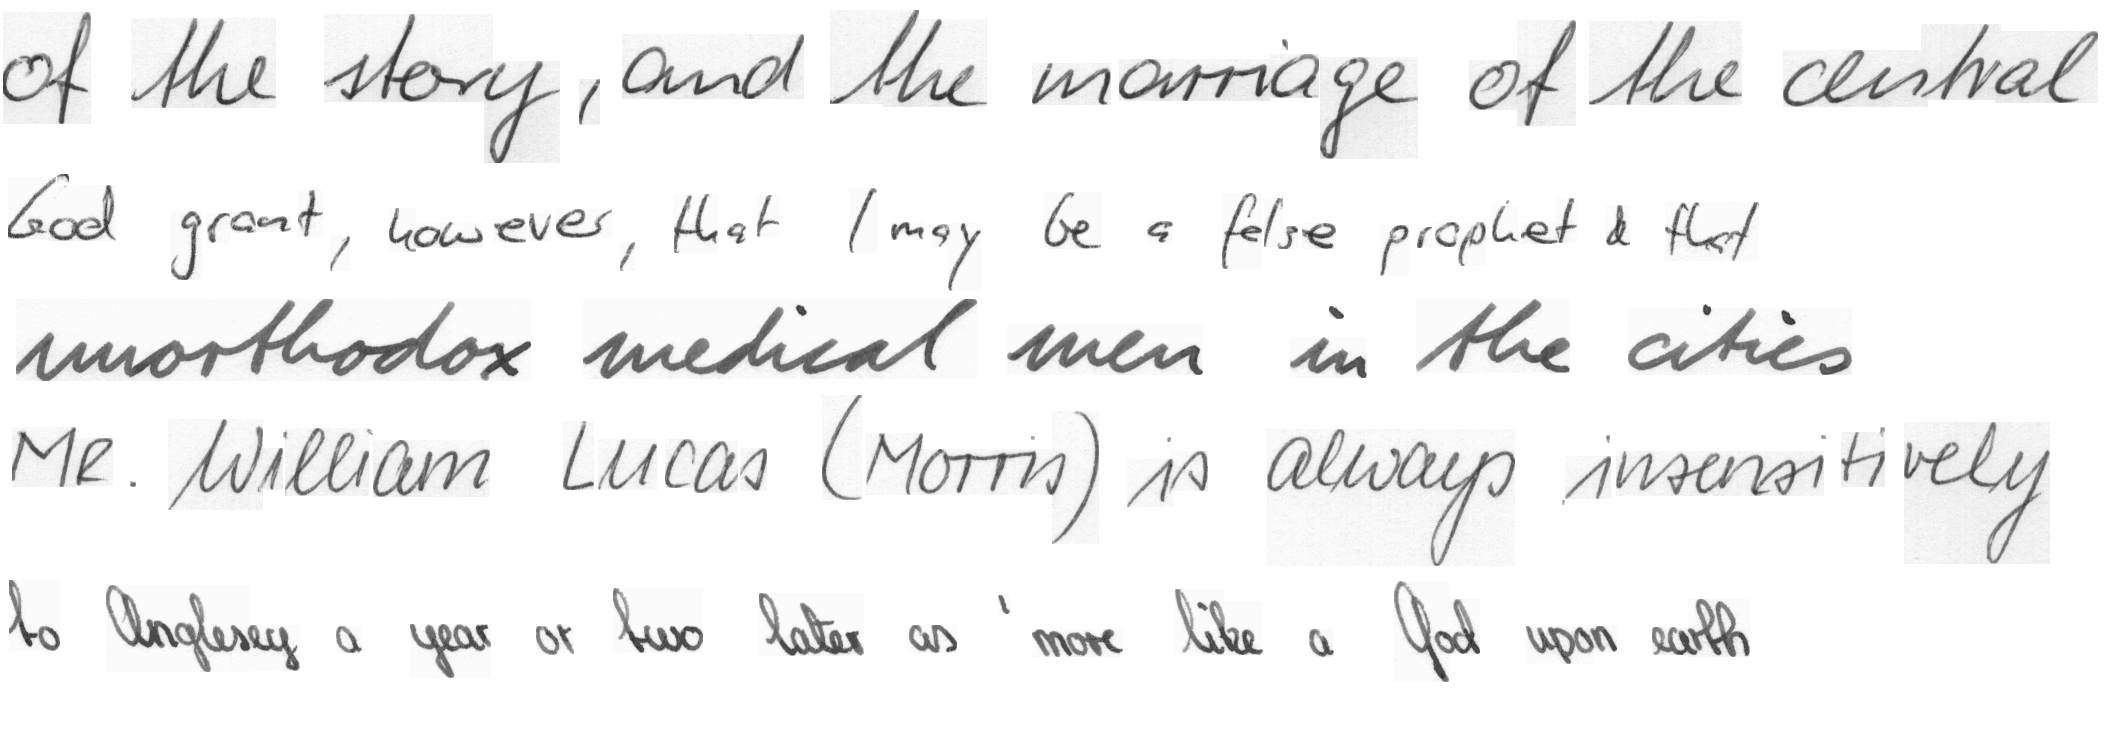 of the story, and the marriage of the central
God grant, however, that I may be a false prophet & that
unorthodox medical men in the cities
Mr. William Lucas (Morris) is always insensitively
to Anglesey a year or two later as 'more like a God upon earth